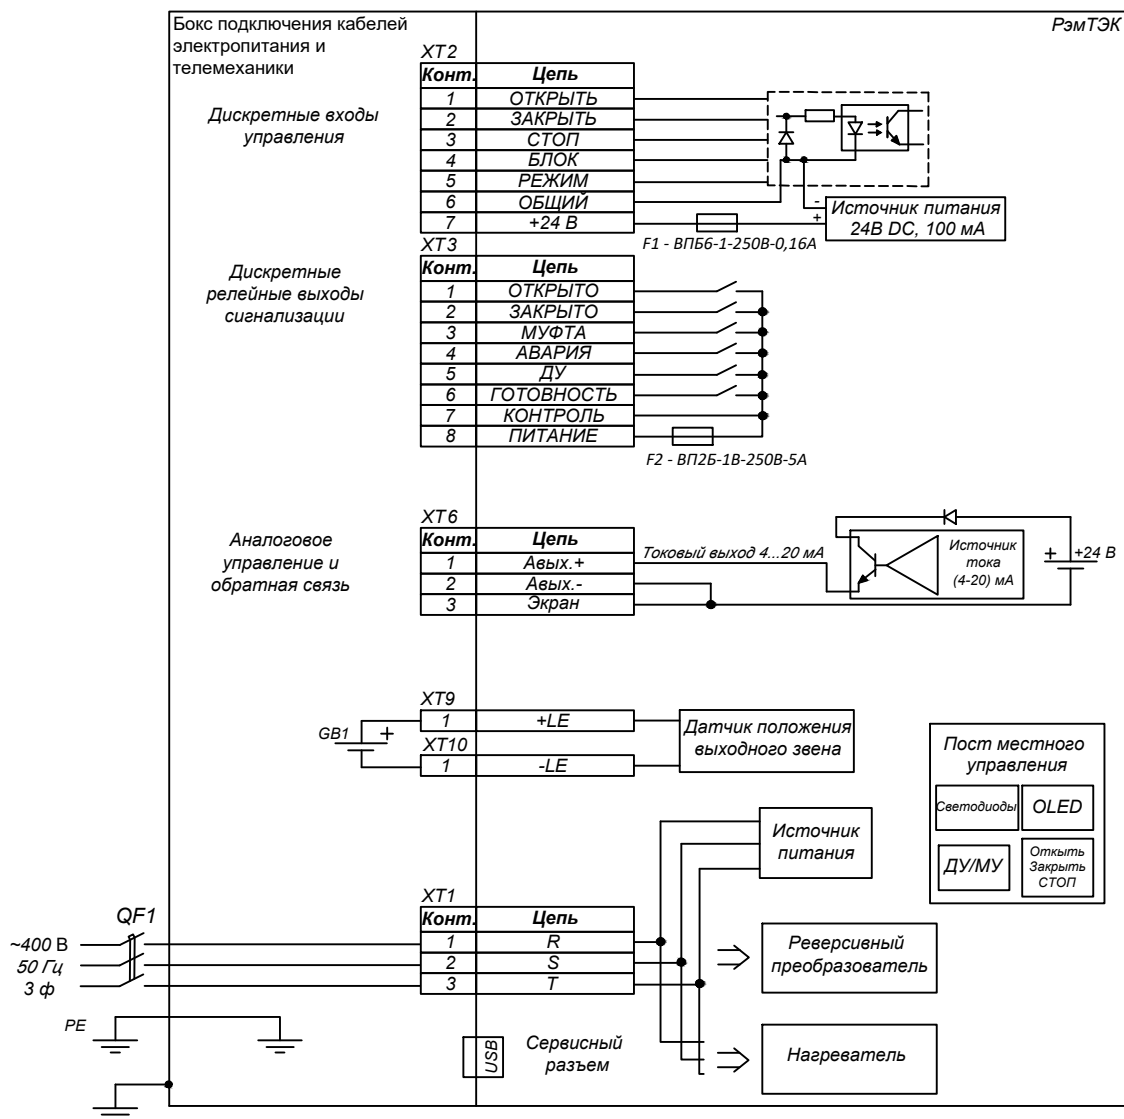 Бокс подключения кабелей
электропитания и
телемеханики
РэмТЭК
XT2
Конт. Цепь
1 ОТКРЫТЬ
2 ЗАКРЫТЬ
3 СТОП
4 БЛОК
5 РЕЖИМ
6 ОБЩИЙ
7 +24 В
Дискретные входы
управления
-
+
Источник питания
24В DC, 100 мА
F1 - ВПБ6-1-250В-0,16А
XT3
Конт. Цепь
1 ОТКРЫТО
2 ЗАКРЫТО
3 МУФТА
4 АВАРИЯ
5 ДУ
6 ГОТОВНОСТЬ
7 КОНТРОЛЬ
8 ПИТАНИЕ
Дискретные
релейные выходы
сигнализации
F2 - ВП2Б-1В-250В-5А
XT6
Конт. Цепь
1 Авых.+
2 Авых.-
3 Экран
Аналоговое
управление и
обратная связь
Токовый выход 4...20 мА
Источник
тока
(4-20) мА
+
+24 В
XT9
1 +LE
XT10
1 -LE
GB1
+
Датчик положения
выходного звена
Пост местного
управления
Светодиоды
OLED
ДУ/МУ
Откыть
Закрыть
СТОП
Источник
питания
XT1
Конт. Цепь
1 R
2 S
3 T
QF1
~400 В
50 Гц
3 ф
PE
Реверсивный
преобразователь
USB
Сервисный
разъем
Нагреватель